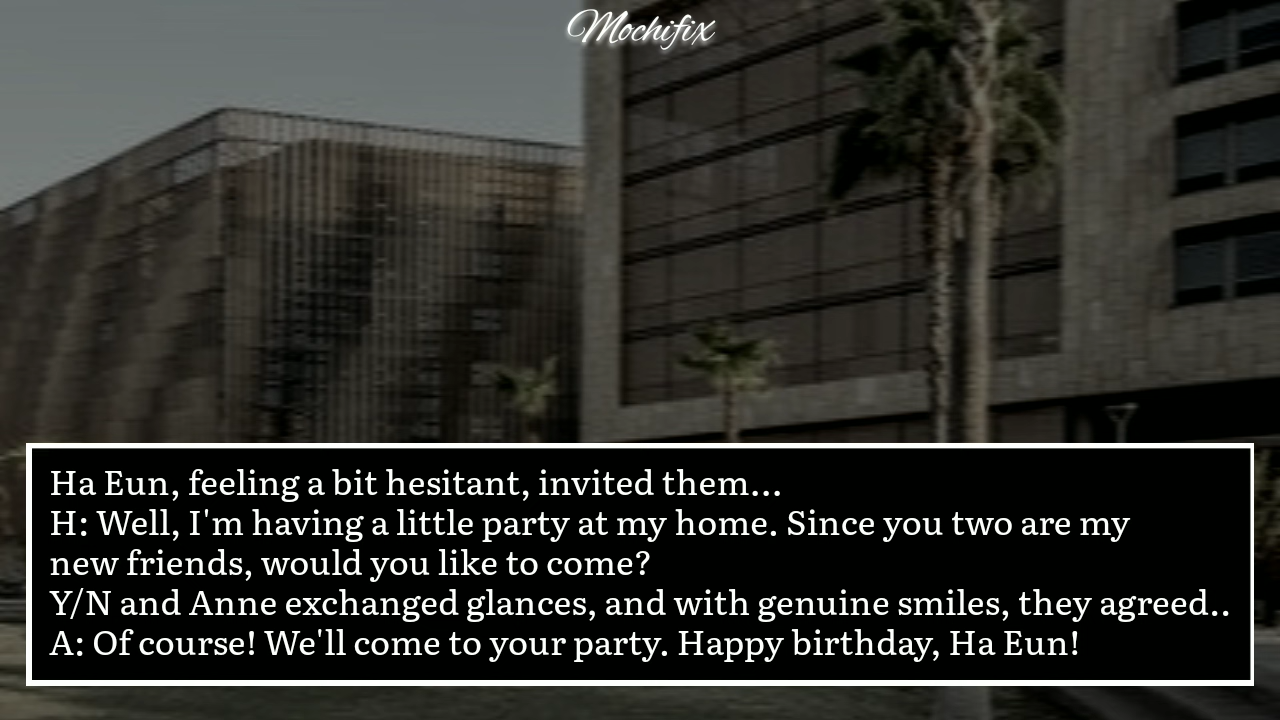 Mochifix
Ha Eun, feeling a bit hesitant, invited them...
H: Well, I'm having a little party at my home. Since you two are my
new friends, would you like to come?
Y/N and Anne exchanged glances, and with genuine smiles, they agreed..
A: Of course! We'll come to your party. Happy birthday, Ha Eun!